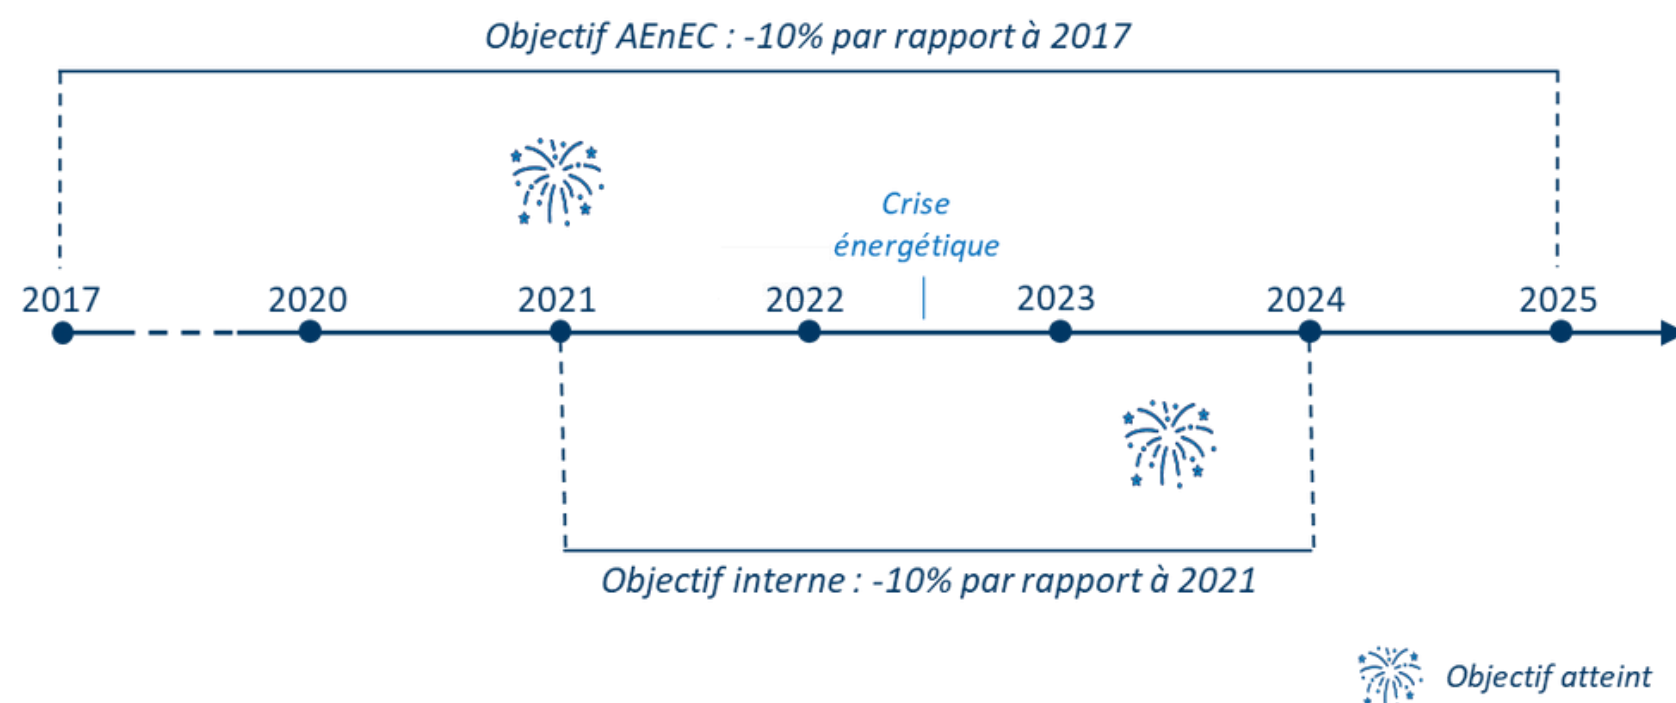 Objectif AEnEC : -10% par rapport à 2017
Crise
énergétique
2017 2020 2021 2022 2023 2024 2025
Objectif interne : -10% par rapport à 2021
Objectif atteint